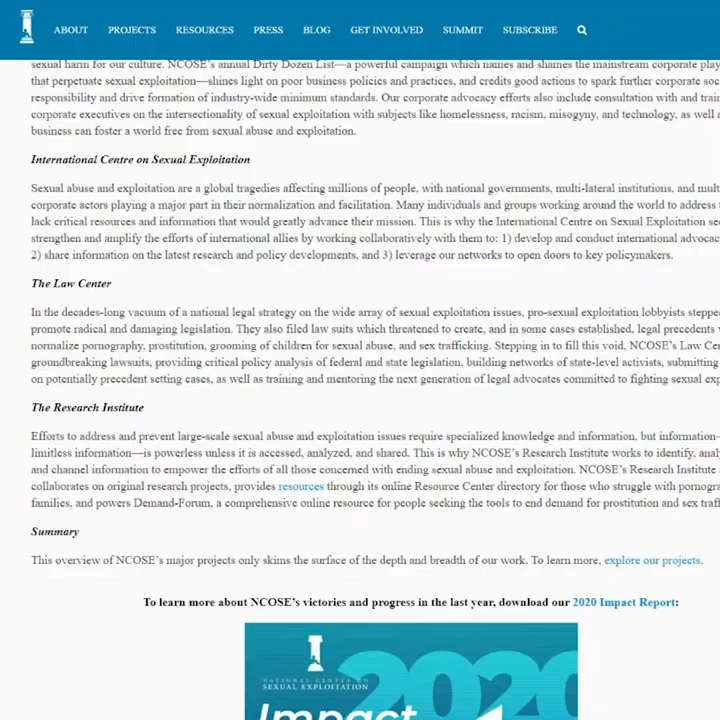 ABOUT PROJECTS RESOURCES PRESS BLOG GET INVOLVED SUMMIT SUBSCRIBE
sexual harm for our culture. NCOSE's annual Dirty Dozen List—a powerful campaign which names and shames the mainstream corporate
that perpetuate sexual exploitation—shines light on poor business policies and practices, and credits good actions to spark further corporate
responsibility and drive formation of industry-wide minimum standards. Our corporate advocacy efforts also include consultation with and
corporate executives on the intersectionality of sexual exploitation with subjects like homelessness, racism, misogyny, and technology, as well
business can foster a world free from sexual abuse and exploitation.
International Centre on Sexual Exploitation
Sexual abuse and exploitation are a global tragedies affecting millions of people, with national governments, multi-lateral institutions, and
corporate actors playing a major part in their normalization and facilitation. Many individuals and groups working around the world to address
lack critical resources and information that would greatly advance their mission. This is why the International Centre on Sexual Exploitation
strengthen and amplify the efforts of international allies by working collaboratively with them to: 1) develop and conduct international
2) share information on the latest research and policy developments, and 3) leverage our networks to open doors to key policymakers.
The Law Center
In the decades-long vacuum of a national legal strategy on the wide array of sexual exploitation issues, pro-sexual exploitation lobbyists
promote radical and damaging legislation. They also filed law suits which threatened to create, and in some cases established, legal precedents
normalize pornography, prostitution, grooming of children for sexual abuse, and sex trafficking. Stepping in to fill this void, NCOSE's Law
groundbreaking lawsuits, providing critical policy analysis of federal and state legislation, building networks of state-level activists, submitting
on potentially precedent setting cases, as well as training and mentoring the next generation of legal advocates committed to fighting sexual
The Research Institute
Efforts to address and prevent large-scale sexual abuse and exploitation issues require specialized knowledge and information, but information—
limitless information—is powerless unless it is accessed, analyzed, and shared. This is why NCOSE's Research Institute works to identify,
and channel information to empower the efforts of all those concerned with ending sexual abuse and exploitation. NCOSE's Research Institute
collaborates on original research projects, provides resources through its online Resource Center directory for those who struggle with
families, and powers Demand-Forum, a comprehensive online resource for people seeking the tools to end demand for prostitution and sex
Summary
This overview of NCOSE's major projects only skims the surface of the depth and breadth of our work. To learn more, explore our projects.
To learn more about NCOSE's victories and progress in the last year, download our 2020 Impact Report:
2020
NATIONAL CENTER ON
SEXUAL EXPLOITATION
Impact